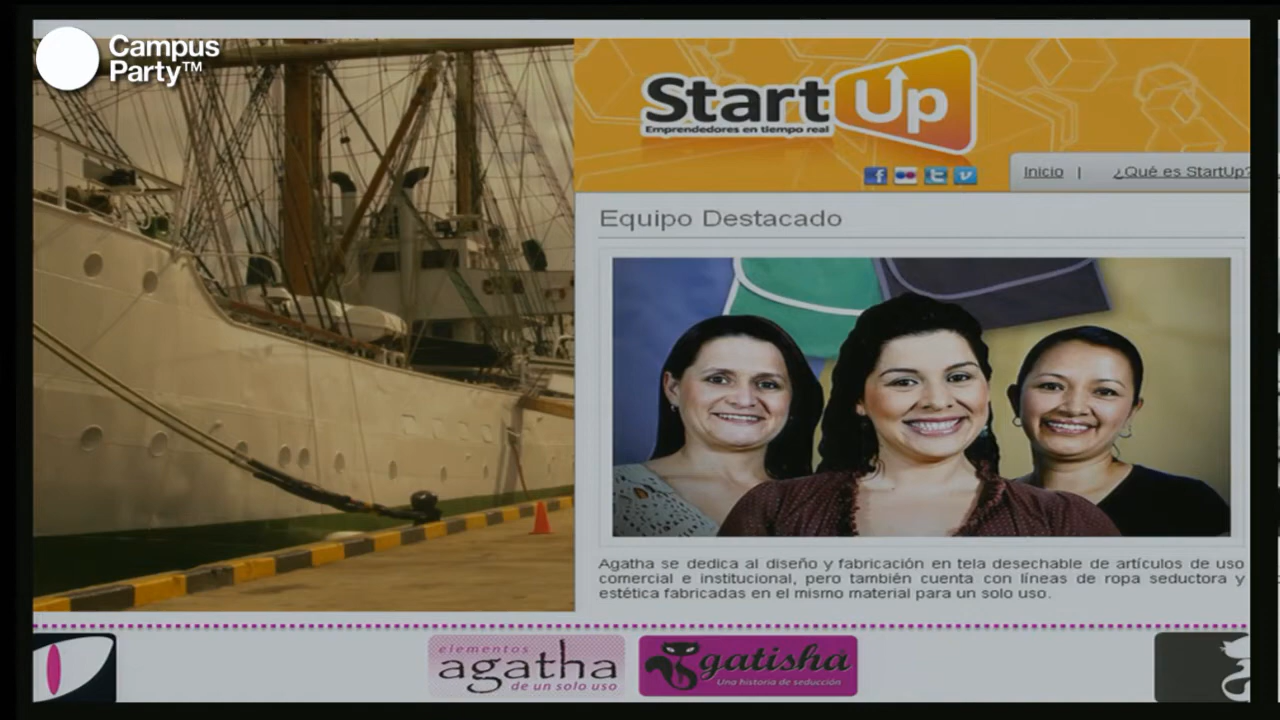 Campus
Party™
Start Up
Emprendedores en tiempo real
Inicio | ¿Qué es StartUp?
Equipo Destacado
Agatha se dedica al diseño y fabricación en tela desechable de artículos de uso
comercial e institucional, pero también cuenta con líneas de ropa seductora y
estética fabricadas en el mismo material para un solo uso.
elementos
agatha
de un solo uso
gatisha
Una historia de seducción